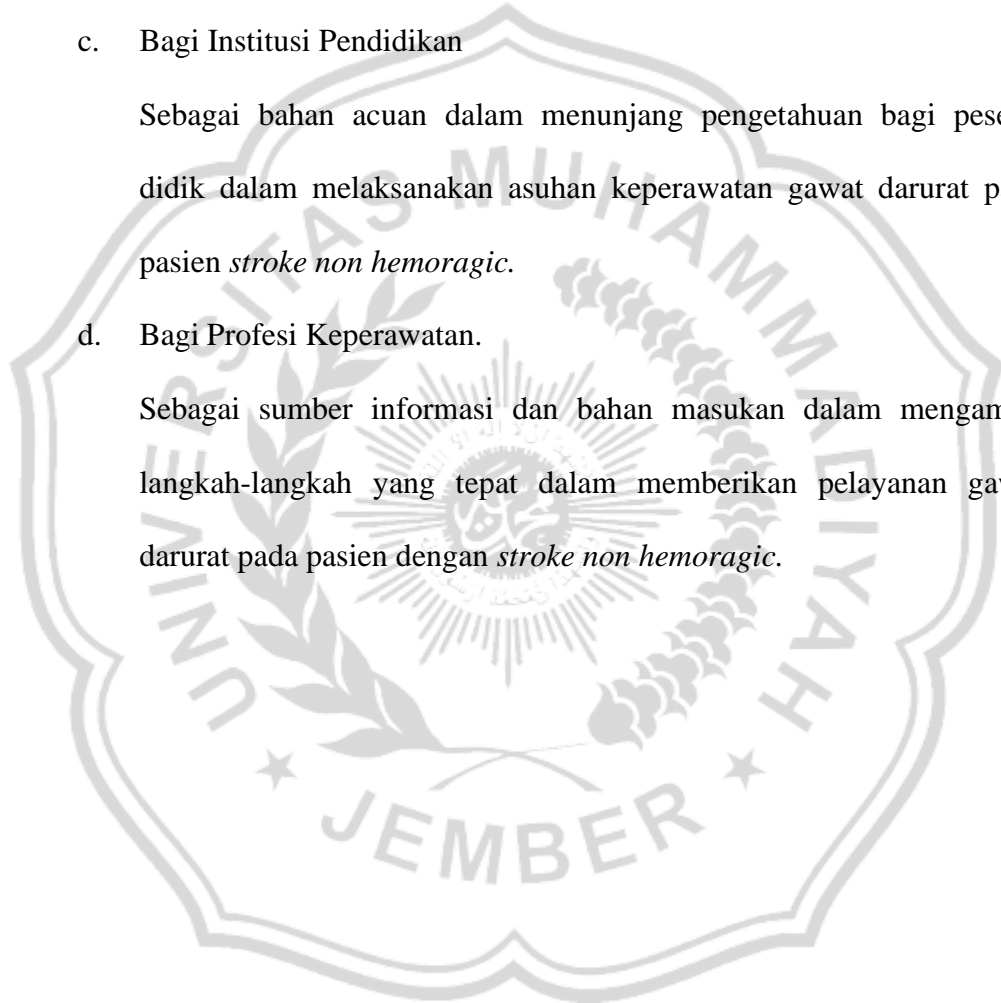 c. Bagi Institusi Pendidikan
Sebagai bahan acuan dalam menunjang pengetahuan bagi
didik dalam melaksanakan asuhan keperawatan gawat darurat
pasien stroke non hemoragic.
d. Bagi Profesi Keperawatan.
Sebagai sumber informasi dan bahan masukan dalam
langkah-langkah yang tepat dalam memberikan pelayanan
darurat pada pasien dengan stroke non hemoragic.
UNIVERSITAS MUHAMMADIYAH
JEMBER